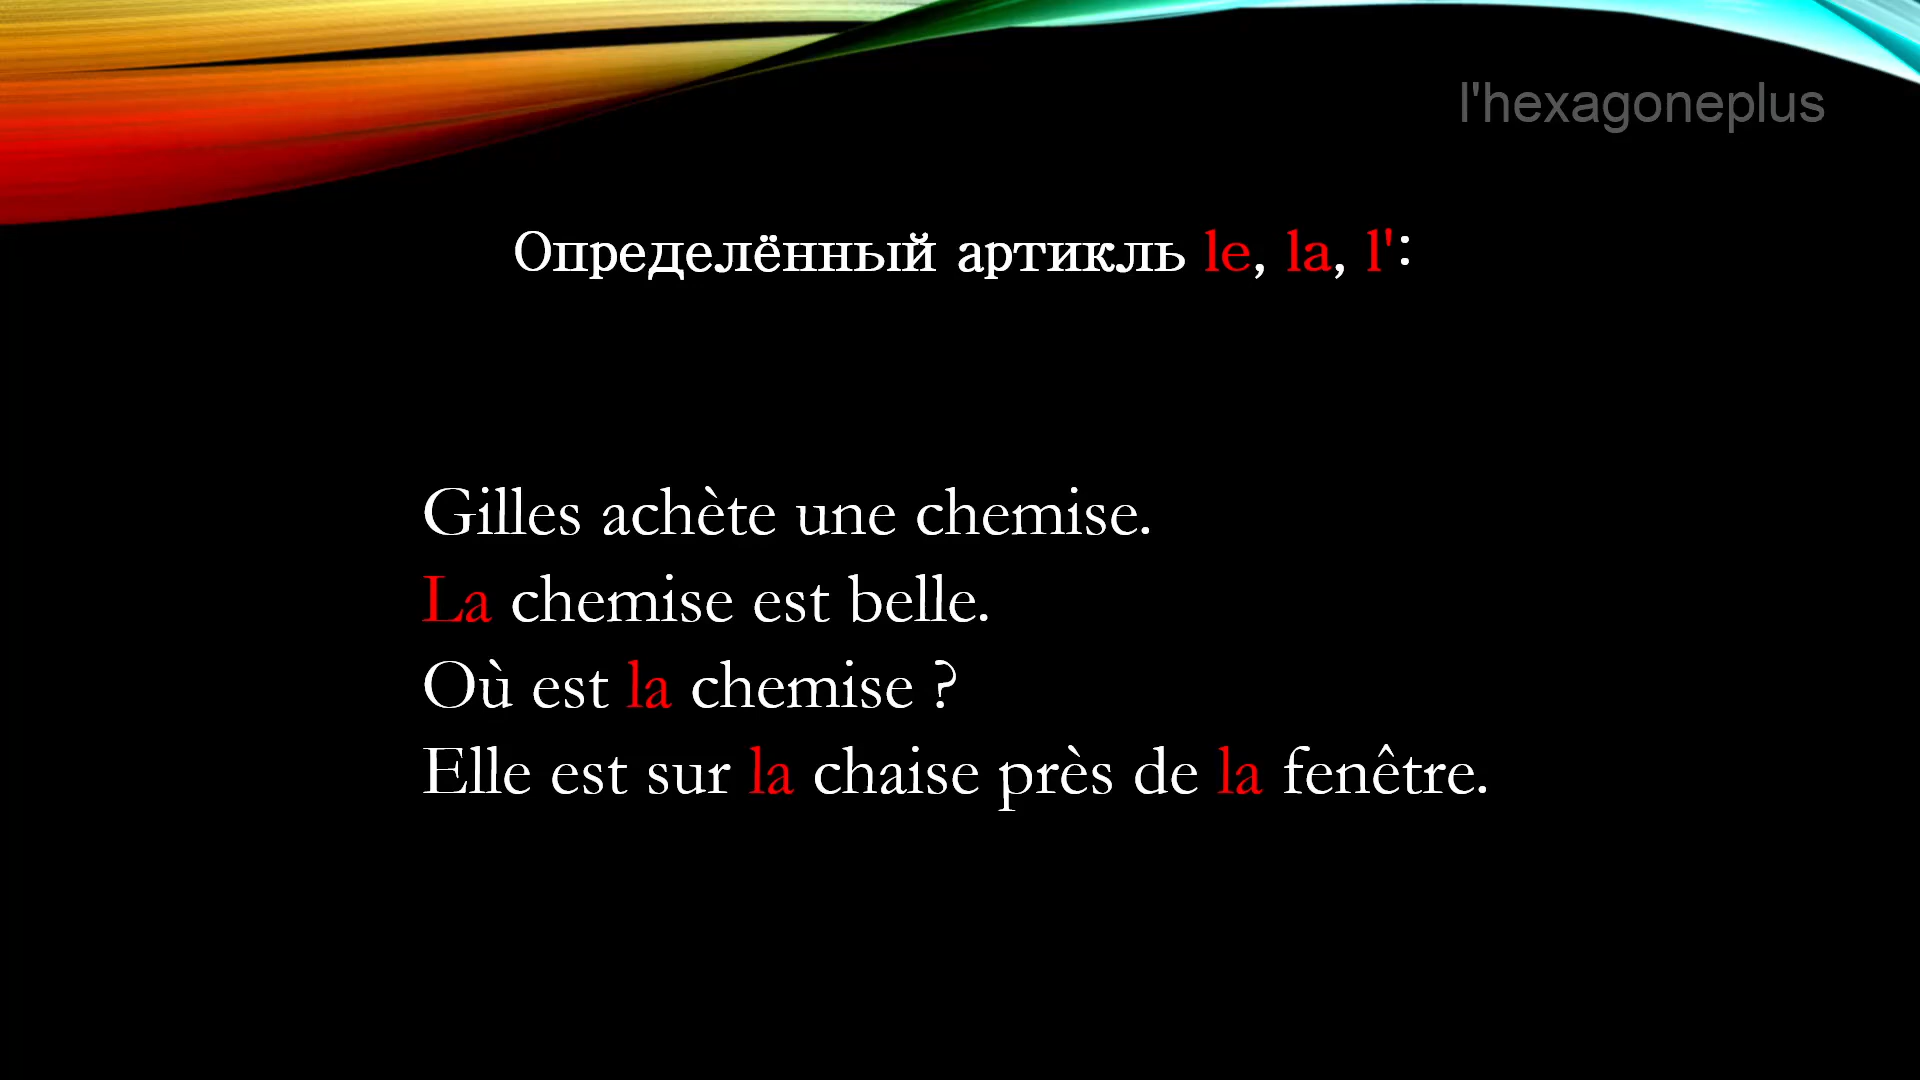 l'hexagoneplus
Определённый артикль le, la, l':
Gilles achète une chemise.
La chemise est belle.
Où est la chemise ?
Elle est sur la chaise près de la fenêtre.